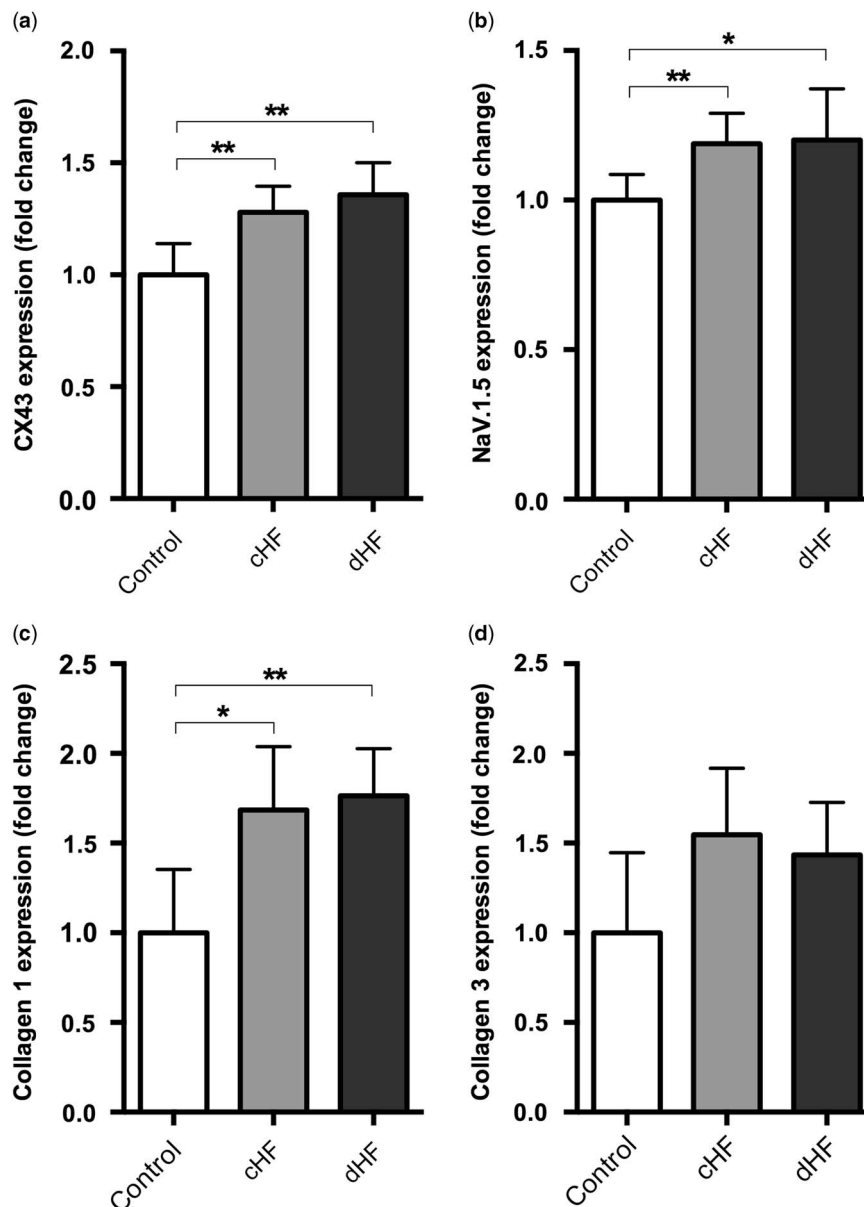 (a)
CX43 expression (fold change)
2.0
1.5
1.0
0.5
0.0
**
**
Control
cHF
dHF
(b)
NaV.1.5 expression (fold change)
1.5
1.0
0.5
0.0
*
**
Control
cHF
dHF
(c)
Collagen 1 expression (fold change)
2.5
2.0
1.5
1.0
0.5
0.0
**
*
Control
cHF
dHF
(d)
Collagen 3 expression (fold change)
2.5
2.0
1.5
1.0
0.5
0.0
Control
cHF
dHF